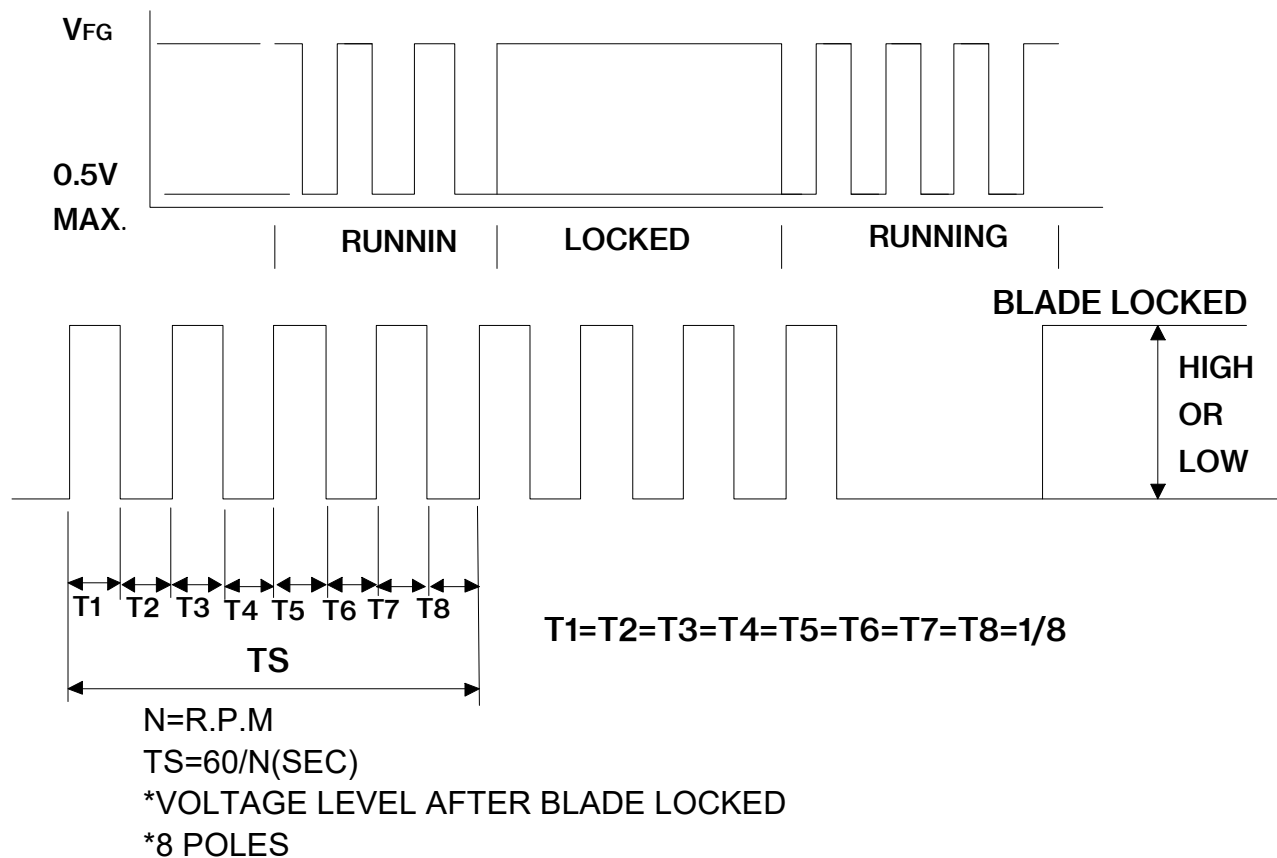 VFG
0.5V
MAX.
RUNNIN LOCKED RUNNING
BLADE LOCKED
HIGH
OR
LOW
T1 T2 T3 T4 T5 T6 T7 T8
T1=T2=T3=T4=T5=T6=T7=T8=1/8
TS
N=R.P.M
TS=60/N(SEC)
*VOLTAGE LEVEL AFTER BLADE LOCKED
*8 POLES